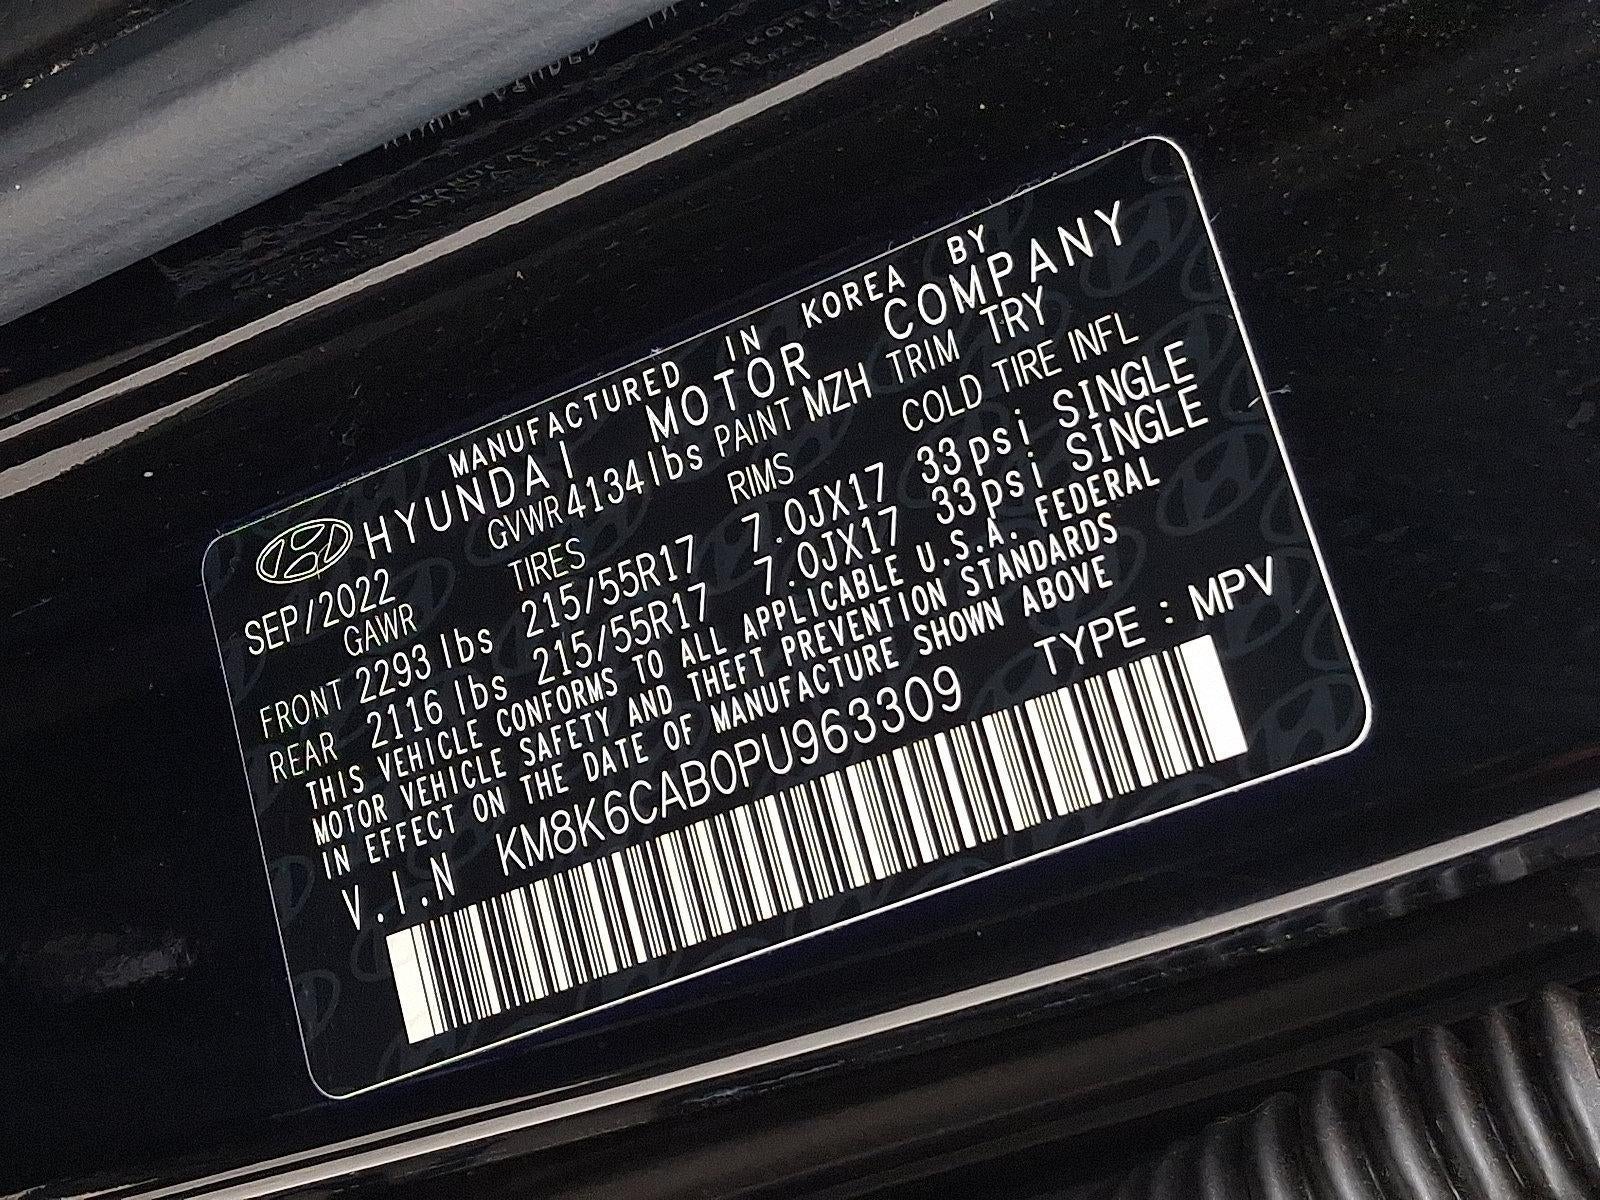 MANUFACTURED IN KOREA BY
HYUNDAI MOTOR COMPANY
SEP/2022 GVWR 4134 lbs PAINT MZH TRIM TRY
GAWR TIRES RIMS COLD TIRE INFL
FRONT 2293 lbs 215/55R17 7.0JX17 33psi SINGLE
REAR 2116 lbs 215/55R17 7.0JX17 33psi SINGLE
THIS VEHICLE CONFORMS TO ALL APPLICABLE U.S.A. FEDERAL
MOTOR VEHICLE SAFETY AND THEFT PREVENTION STANDARDS
IN EFFECT ON THE DATE OF MANUFACTURE SHOWN ABOVE
V.I.N KM8K6CAB0PU963309 TYPE : MPV